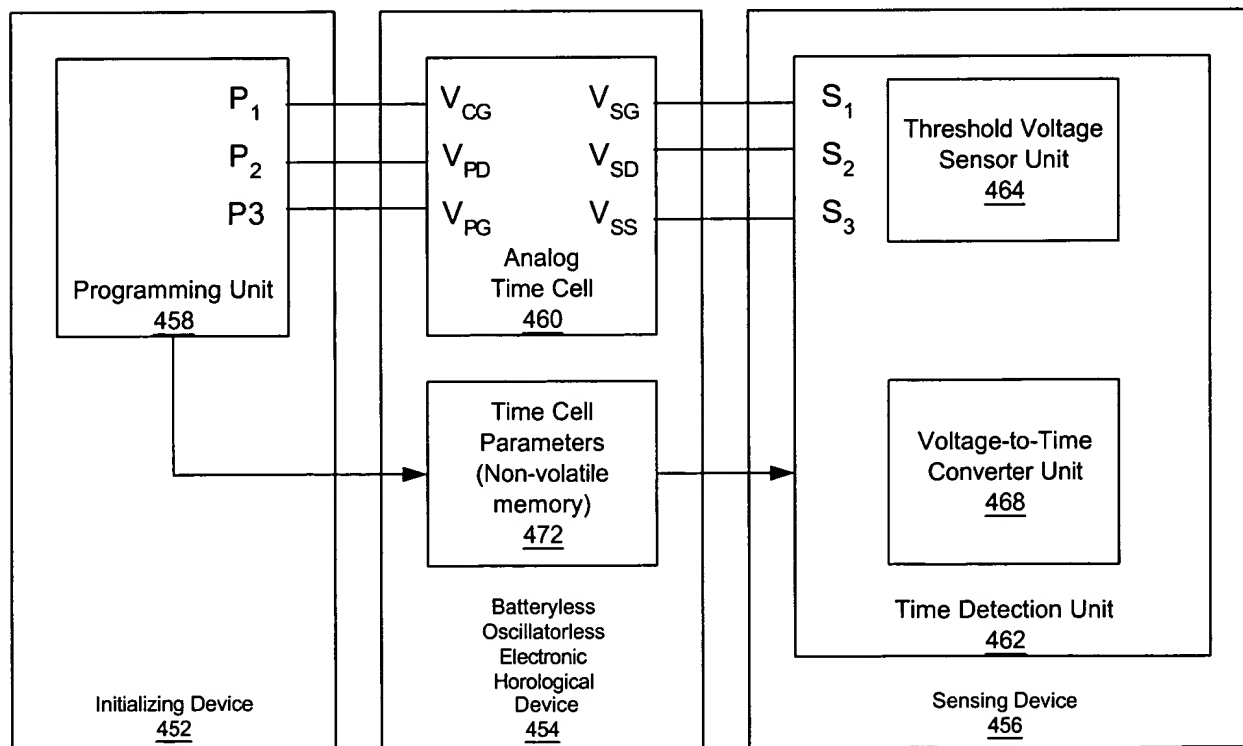 P1
P2
P3
Programming Unit
458
Initializing Device
452
VCG
VPD
VPG
VSG
VSD
VSS
Analog
Time Cell
460
Time Cell
Parameters
(Non-volatile
memory)
472
Batteryless
Oscillatorless
Electronic
Horological
Device
454
S1
S2
S3
Threshold Voltage
Sensor Unit
464
Voltage-to-Time
Converter Unit
468
Time Detection Unit
462
Sensing Device
456